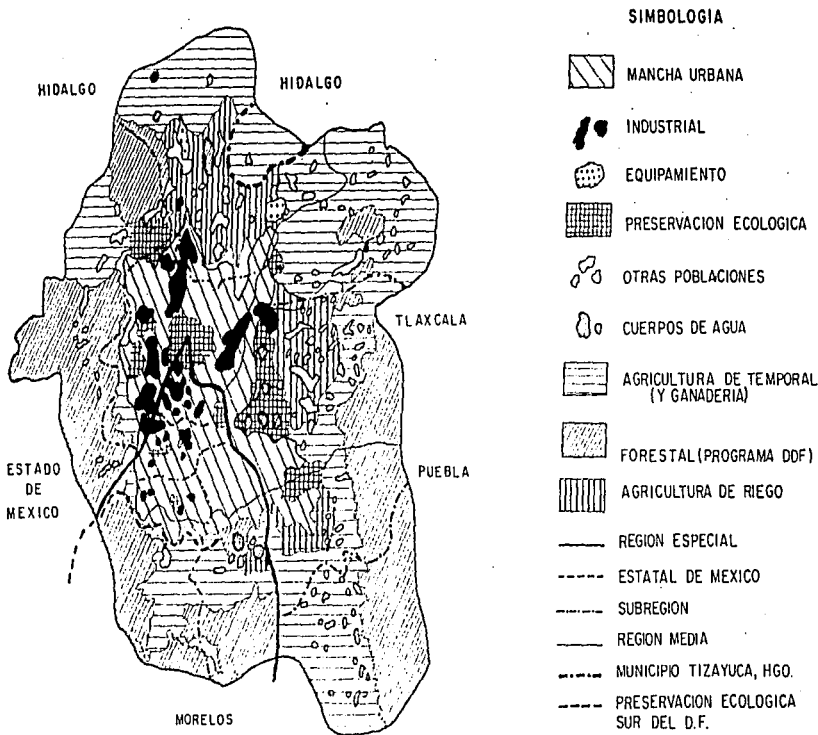 SIMBOLOGIA
HIDALGO
HIDALGO
TLAXCALA
PUEBLA
ESTADO
DE
MEXICO
MORELOS
MANCHA URBANA
INDUSTRIAL
EQUIPAMIENTO
PRESERVACION ECOLOGICA
OTRAS POBLACIONES
CUERPOS DE AGUA
AGRICULTURA DE TEMPORAL
(Y GANADERIA)
FORESTAL (PROGRAMA DDF)
AGRICULTURA DE RIEGO
REGION ESPECIAL
ESTATAL DE MEXICO
SUBREGION
REGION MEDIA
MUNICIPIO TIZAYUCA, HGO.
PRESERVACION ECOLOGICA
SUR DEL D.F.